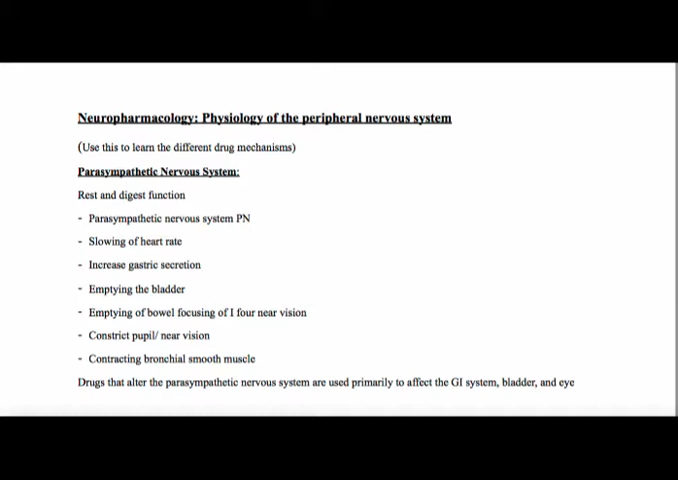 Neuropharmacology: Physiology of the peripheral nervous system
(Use this to learn the different drug mechanisms)
Parasympathetic Nervous System:
Rest and digest function
- Parasympathetic nervous system PN
- Slowing of heart rate
- Increase gastric secretion
- Emptying the bladder
- Emptying of bowel focusing of I four near vision
- Constrict pupil/ near vision
- Contracting bronchial smooth muscle
Drugs that alter the parasympathetic nervous system are used primarily to affect the GI system, bladder, and eye